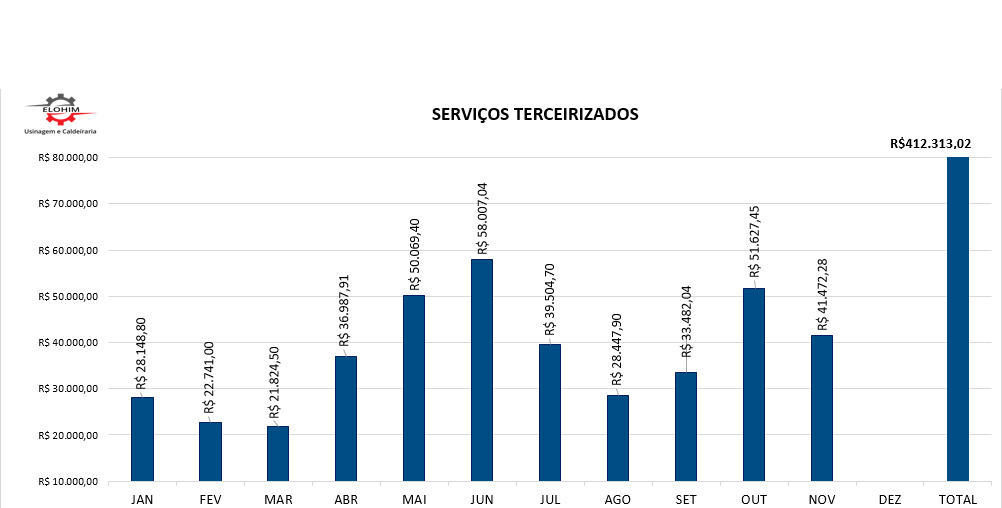 ELOHIM
Usinagem e Caldeiraria
SERVIÇOS TERCEIRIZADOS
R$412.313,02
R$ 80.000,00
R$ 70.000,00
R$ 60.000,00
R$ 50.000,00
R$ 40.000,00
R$ 30.000,00
R$ 20.000,00
R$ 10.000,00
R$ 28.148,80
R$ 22.741,00
R$ 21.824,50
R$ 36.987,91
R$ 50.069,40
R$ 58.007,04
R$ 39.504,70
R$ 28.447,90
R$ 33.482,04
R$ 51.627,45
R$ 41.472,28
JAN FEV MAR ABR MAI JUN JUL AGO SET OUT NOV DEZ TOTAL